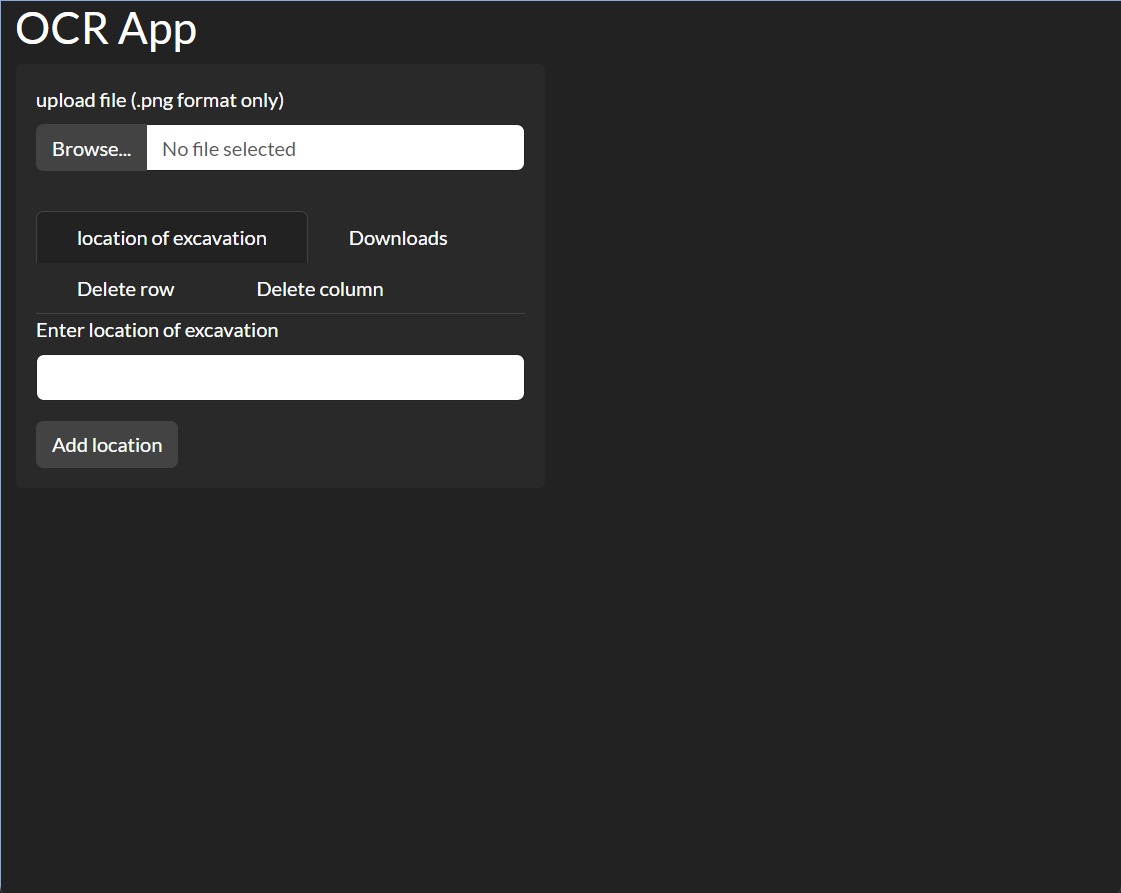 OCR App
upload file (.png format only)
Browse... No file selected
location of excavation Downloads
Delete row Delete column
Enter location of excavation
Add location